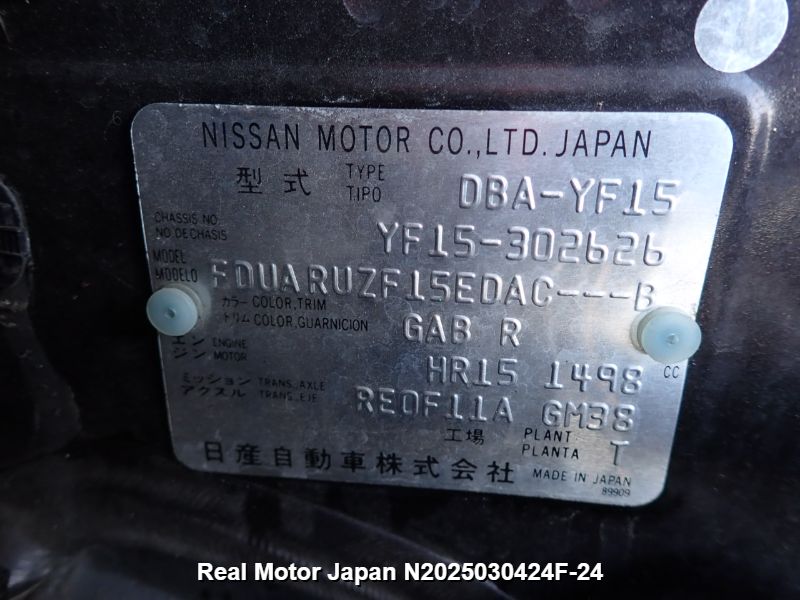 NISSAN MOTOR CO.,LTD. JAPAN
型式 TYPE TIPO DBA-YF15
CHASSIS NO. NO.DECHASIS YF15-302626
MODEL MODELO FDUARUZF15EDAC---B
カラー COLOR,TRIM トリム COLOR,GUARNICION GAB R
エンジン ENGINE MOTOR HR15 1498 CC
ミッション TRANS.,AXLE アクスル TRANS.,EJE RE0F11A GM38
工場 PLANT PLANTA T
日産自動車株式会社 MADE IN JAPAN
89909
Real Motor Japan N2025030424F-24